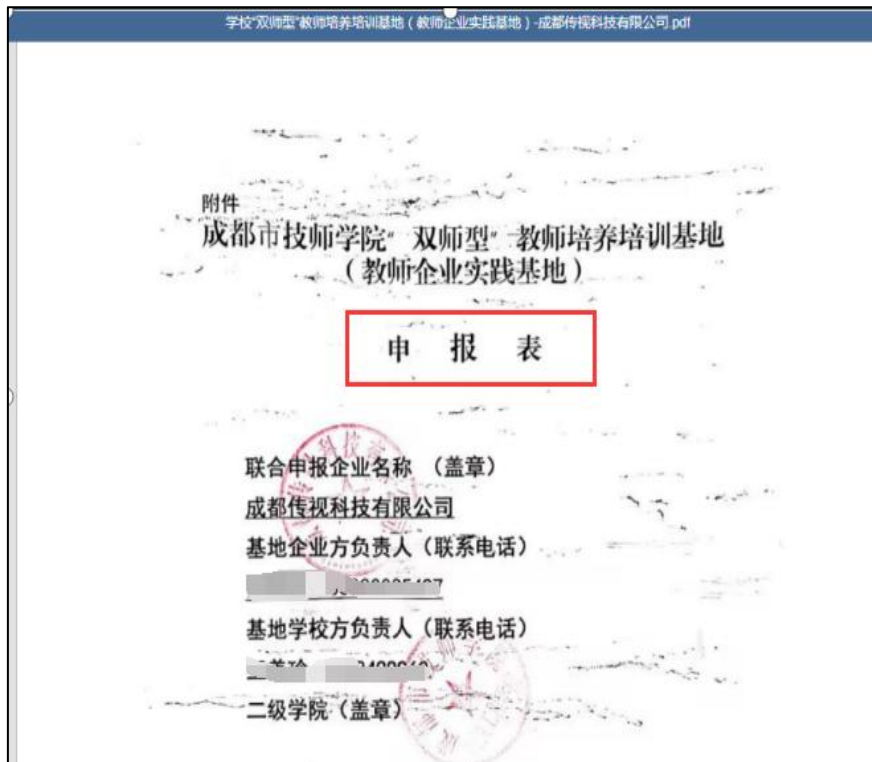 学校“双师型”教师培养培训基地（教师企业实践基地）-成都传视科技有限公司.pdf
附件
成都市技师学院“双师型”教师培养培训基地
（教师企业实践基地）
申 报 表
联合申报企业名称 （盖章）
成都传视科技有限公司
基地企业方负责人（联系电话）
基地学校方负责人（联系电话）
二级学院（盖章）